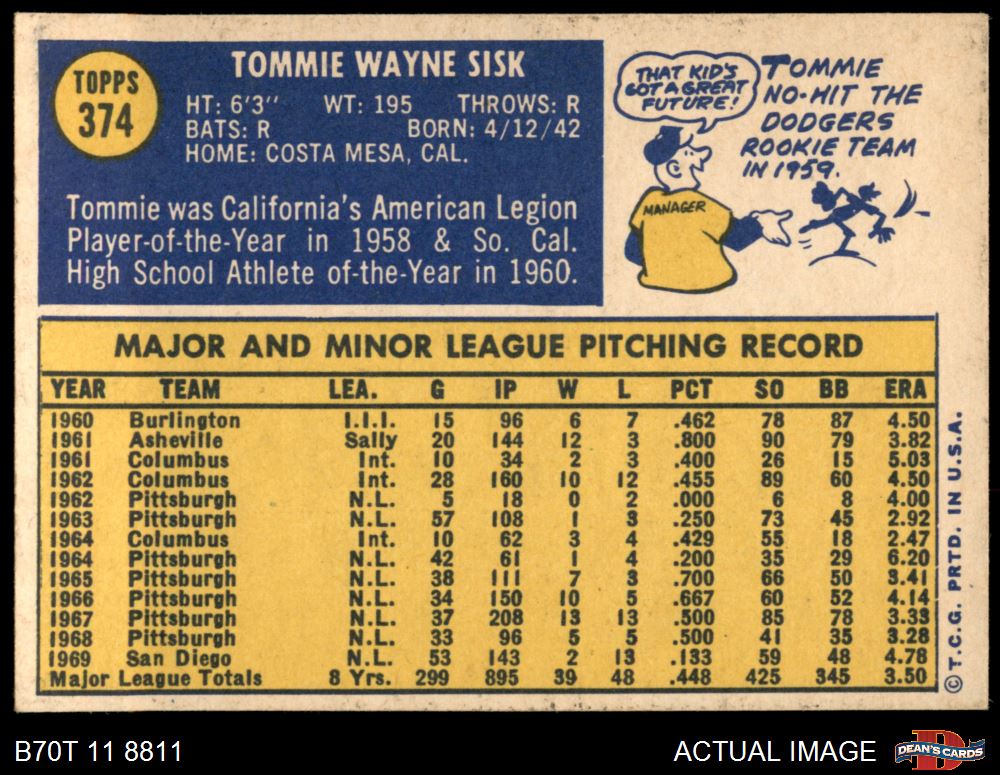 TOPPS
374
TOMMIE WAYNE SISK
HT: 6'3" WT: 195 THROWS: R
BATS: R BORN: 4/12/42
HOME: COSTA MESA, CAL.
Tommie was California's American Legion
Player-of-the-Year in 1958 & So. Cal.
High School Athlete of-the-Year in 1960.
THAT KID'S
GOT A GREAT
FUTURE!
TOMMIE
NO-HIT THE
DODGERS
ROOKIE TEAM
IN 1959.
MANAGER
MAJOR AND MINOR LEAGUE PITCHING RECORD
YEAR TEAM LEA. G IP W L PCT SO BB ERA
1960 Burlington I.I.I. 15 96 6 7 .462 78 87 4.50
1961 Asheville Sally 20 144 12 3 .800 90 79 3.82
1961 Columbus Int. 10 34 2 3 .400 26 15 5.03
1962 Columbus Int. 28 160 10 12 .455 89 60 4.50
1962 Pittsburgh N.L. 5 18 0 2 .000 6 8 4.00
1963 Pittsburgh N.L. 57 108 1 3 .250 73 45 2.92
1964 Columbus Int. 10 62 3 4 .429 55 18 2.47
1964 Pittsburgh N.L. 42 61 1 4 .200 35 29 6.20
1965 Pittsburgh N.L. 38 111 7 3 .700 66 50 3.41
1966 Pittsburgh N.L. 34 150 10 5 .667 60 52 4.14
1967 Pittsburgh N.L. 37 208 13 13 .500 85 78 3.33
1968 Pittsburgh N.L. 33 96 5 5 .500 41 35 3.28
1969 San Diego N.L. 53 143 2 13 .133 59 48 4.78
Major League Totals 8 Yrs. 299 895 39 48 .448 425 345 3.50
© T.C.G. PRTD. IN U.S.A.
B70T 11 8811
ACTUAL IMAGE
D
DEAN'S CARDS